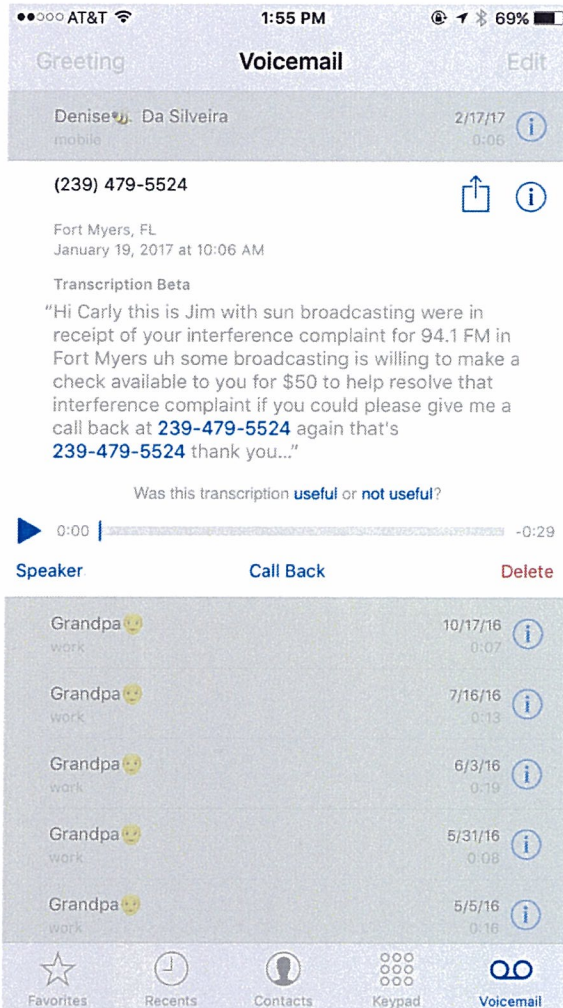 AT&T 1:55 PM 69%
Greeting Voicemail Edit
Denise Da Silveira 2/17/17
mobile 0:06
(239) 479-5524
Fort Myers, FL
January 19, 2017 at 10:06 AM
Transcription Beta
"Hi Carly this is Jim with sun broadcasting were in
receipt of your interference complaint for 94.1 FM in
Fort Myers uh some broadcasting is willing to make a
check available to you for $50 to help resolve that
interference complaint if you could please give me a
call back at 239-479-5524 again that's
239-479-5524 thank you..."
Was this transcription useful or not useful?
0:00 -0:29
Speaker Call Back Delete
Grandpa 10/17/16
work 0:07
Grandpa 7/16/16
work 0:13
Grandpa 6/3/16
work 0:19
Grandpa 5/31/16
work 0:08
Grandpa 5/5/16
work 0:16
Favorites Recents Contacts Keypad Voicemail